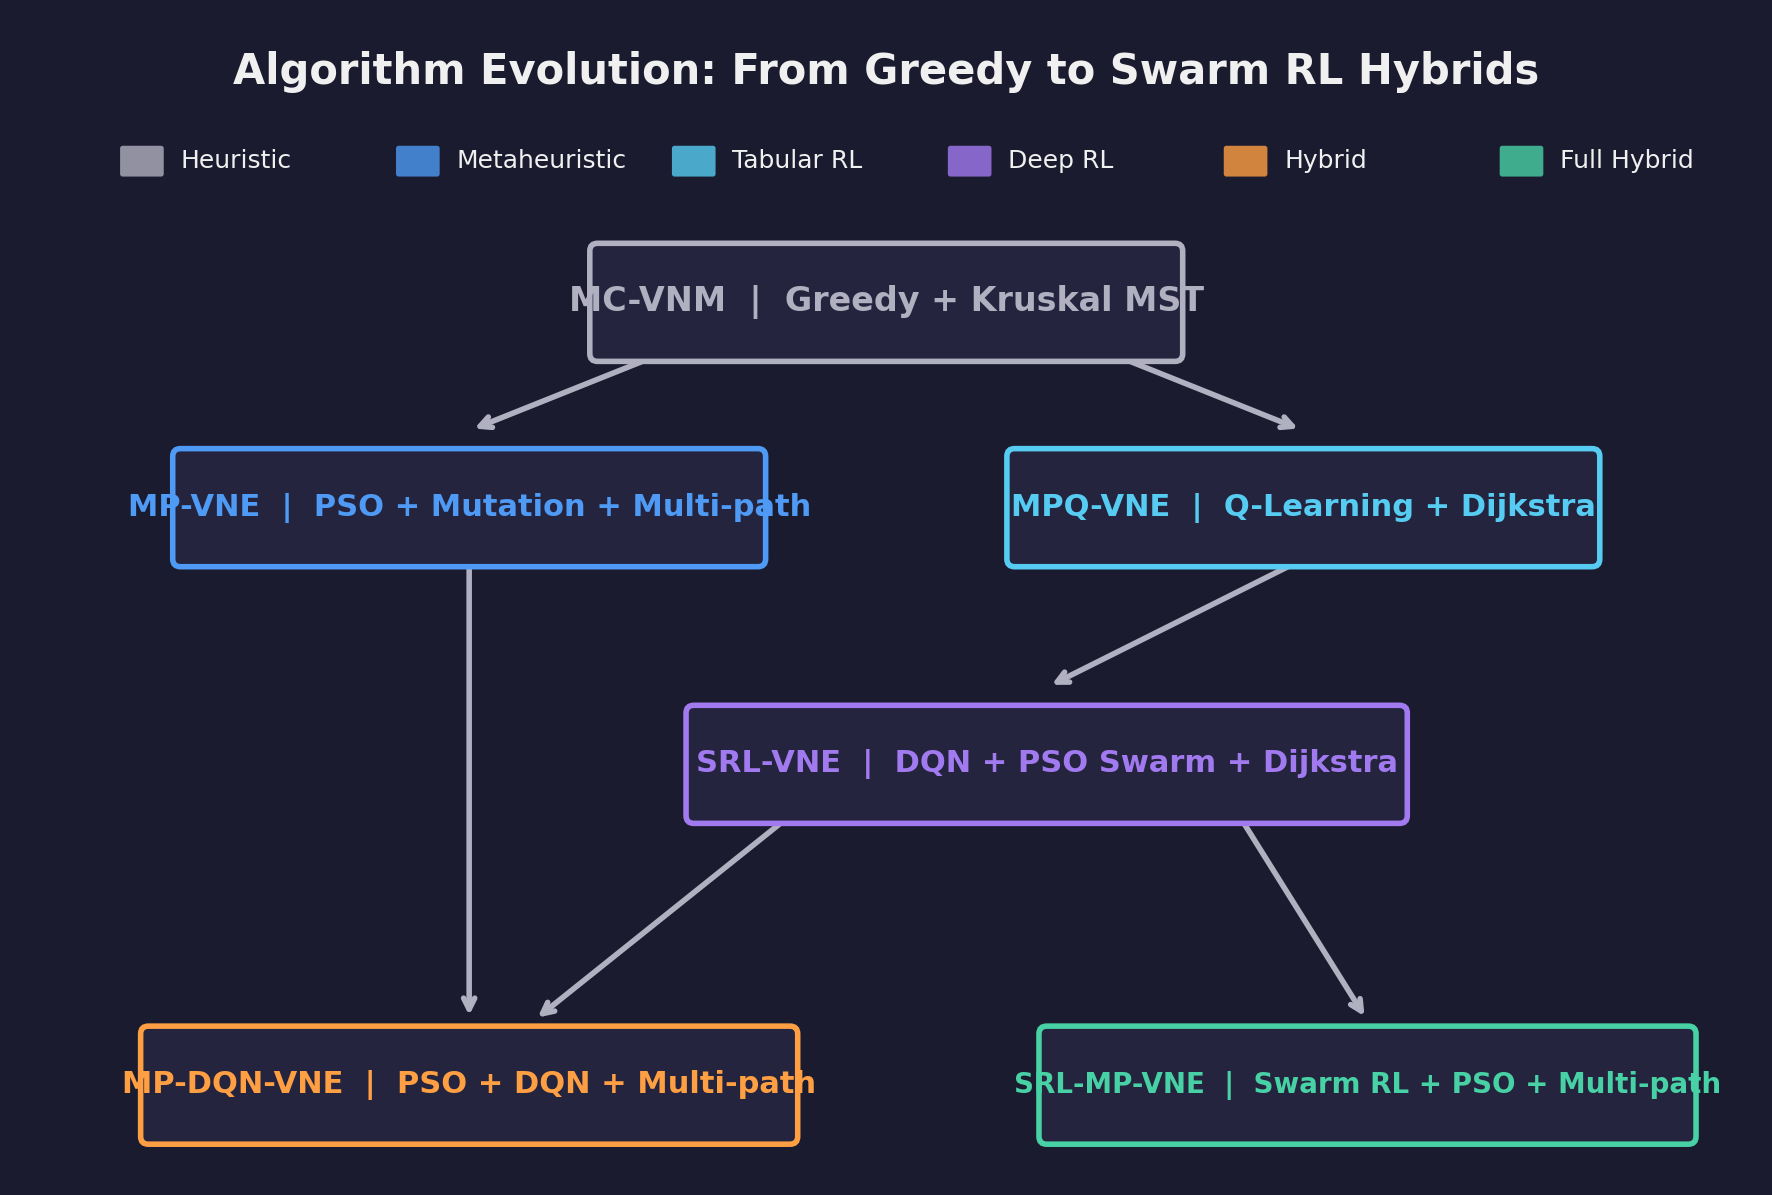 Algorithm Evolution: From Greedy to Swarm RL Hybrids
Heuristic
Metaheuristic
Tabular RL
Deep RL
Hybrid
Full Hybrid
MC-VNM | Greedy + Kruskal MST
MP-VNE | PSO + Mutation + Multi-path
MPQ-VNE | Q-Learning + Dijkstra
SRL-VNE | DQN + PSO Swarm + Dijkstra
MP-DQN-VNE | PSO + DQN + Multi-path
SRL-MP-VNE | Swarm RL + PSO + Multi-path